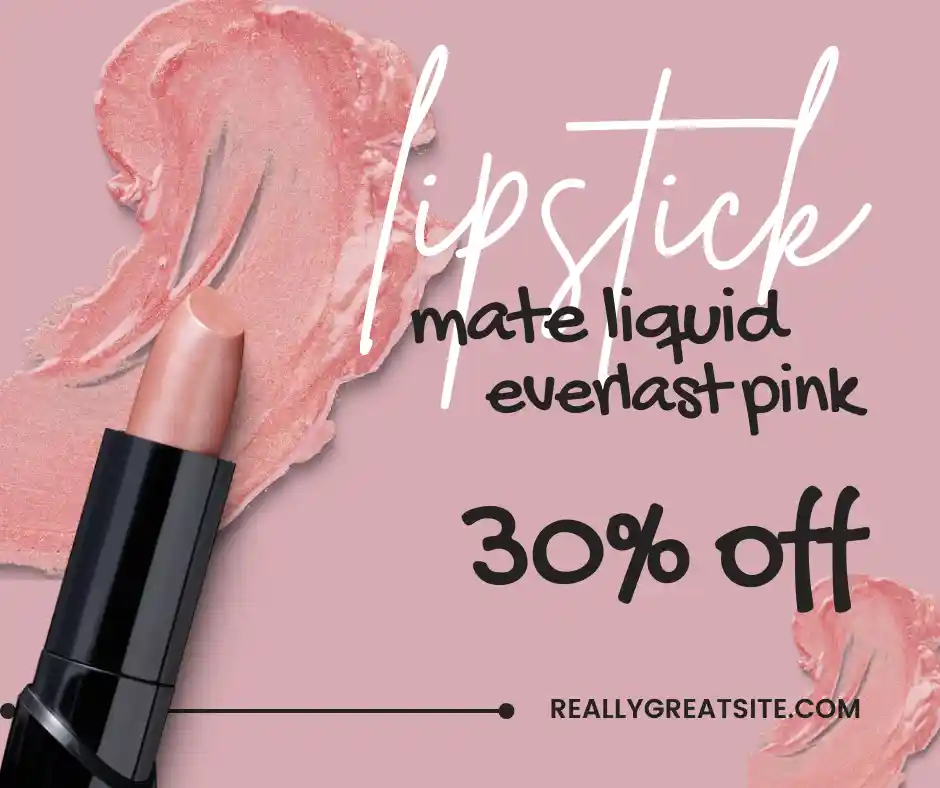 lipstick
mate liquid
everlast pink
30% off
REALLYGREATSITE.COM